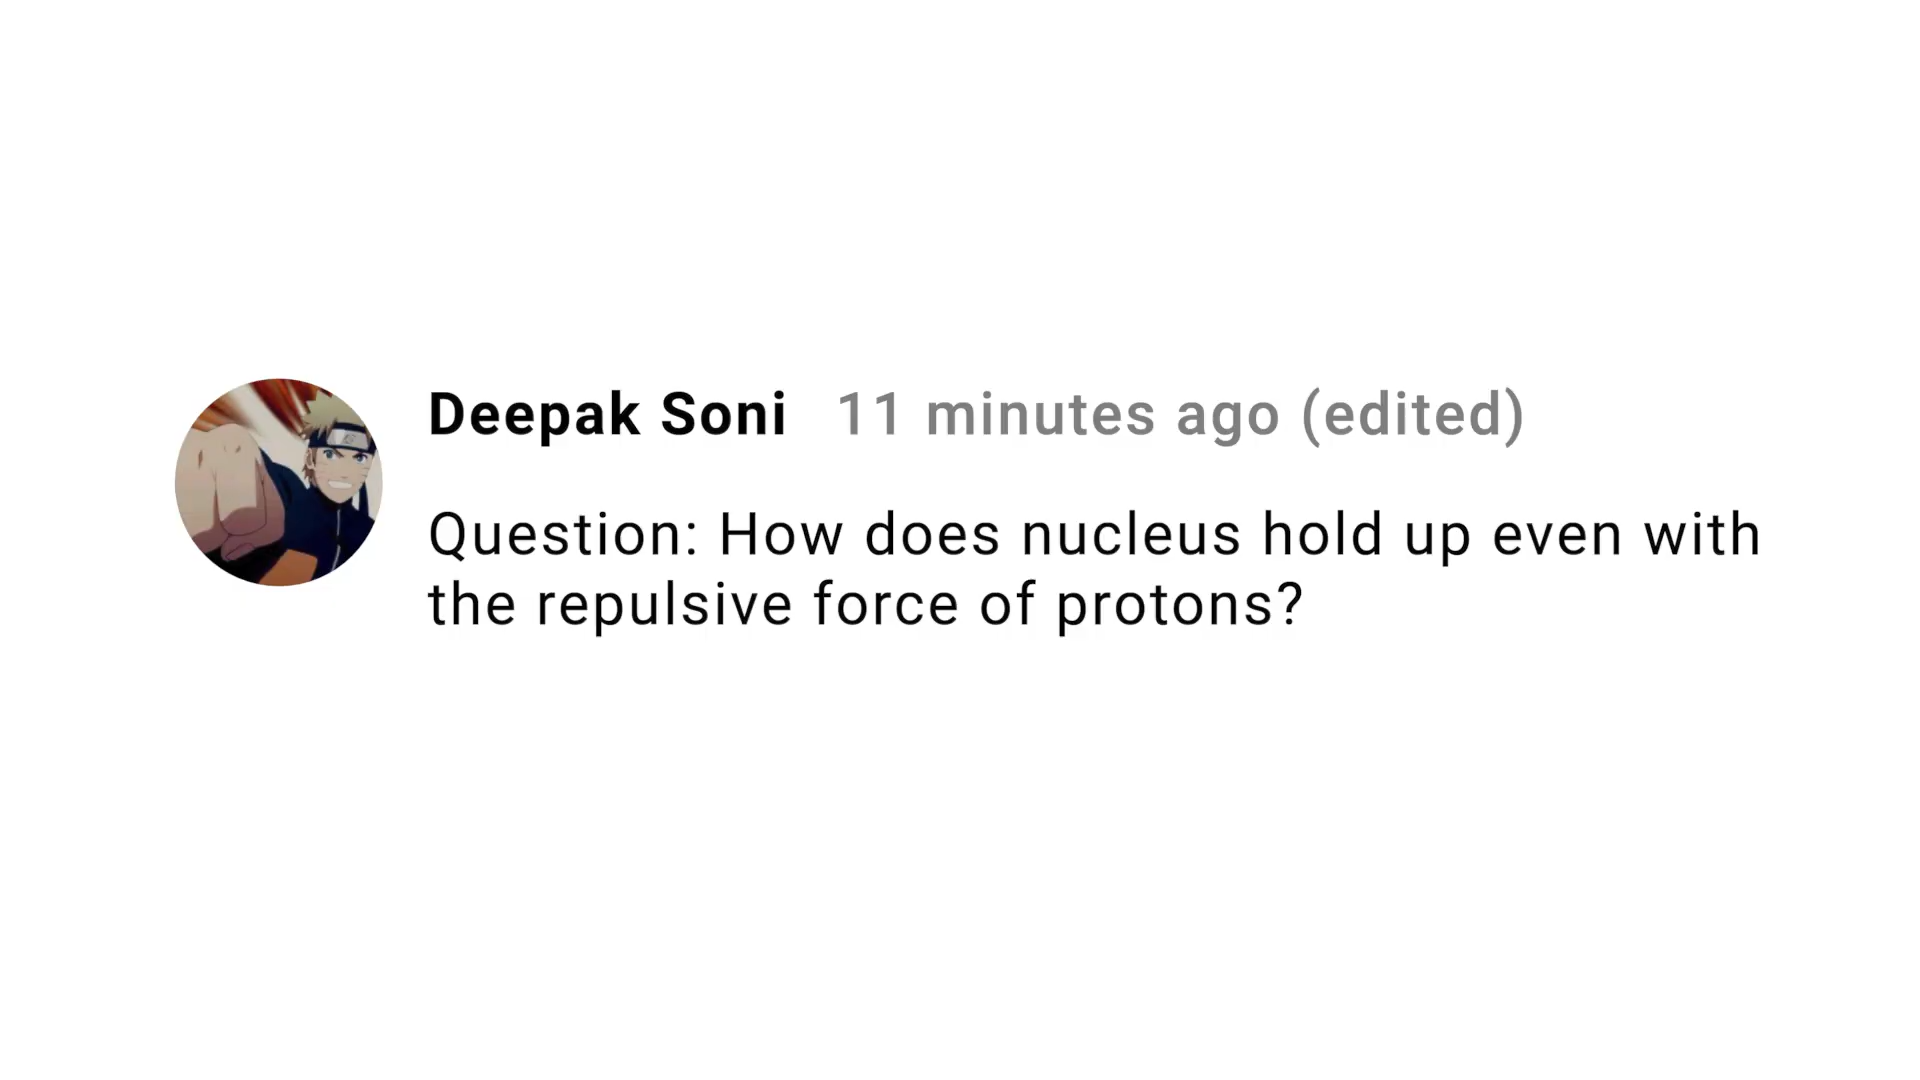 Deepak Soni 11 minutes ago (edited)
Question: How does nucleus hold up even with
the repulsive force of protons?